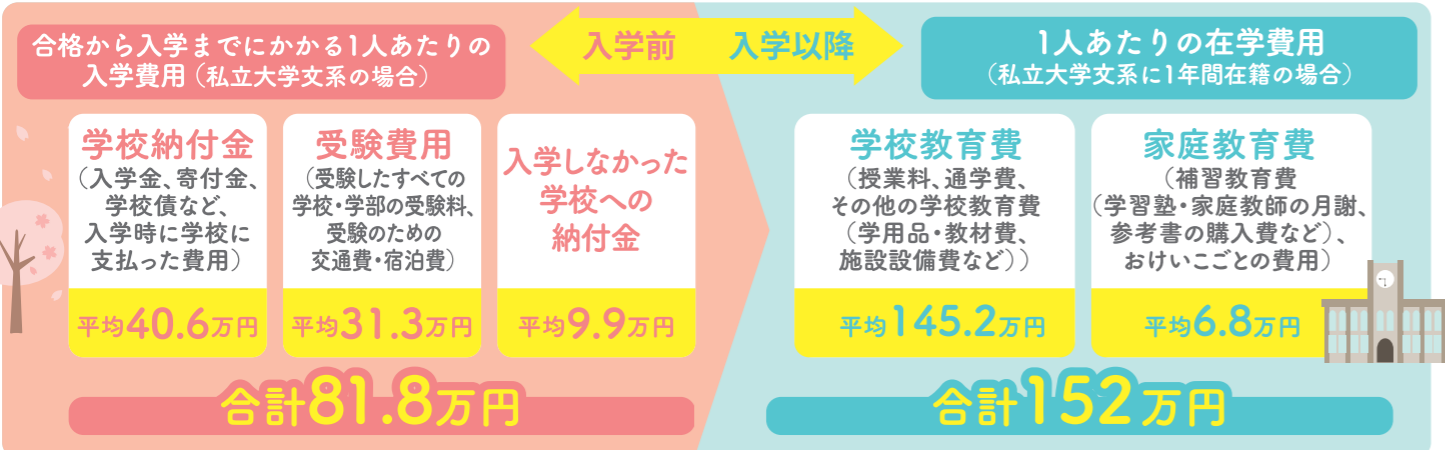 合格から入学までにかかる1人あたりの
入学費用（私立大学文系の場合）
入学前
入学以降
1人あたりの在学費用
（私立大学文系に1年間在籍の場合）
学校納付金
（入学金、寄付金、
学校債など、
入学時に学校に
支払った費用）
平均40.6万円
受験費用
（受験したすべての
学校・学部の受験料、
受験のための
交通費・宿泊費）
平均31.3万円
入学しなかった
学校への
納付金
平均9.9万円
合計81.8万円
学校教育費
（授業料、通学費、
その他の学校教育費
（学用品・教材費、
施設設備費など））
平均145.2万円
家庭教育費
（補習教育費
（学習塾・家庭教師の月謝、
参考書の購入費など）、
おけいこごとの費用）
平均6.8万円
合計152万円